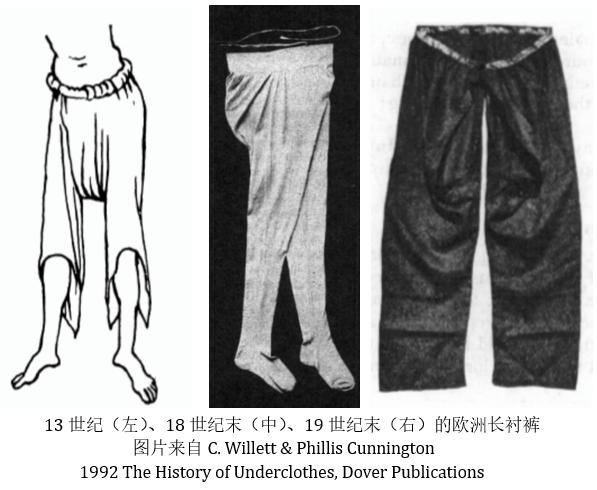 13 世纪（左）、18 世纪末（中）、19 世纪末（右）的欧洲长衬裤
图片来自 C. Willett & Phillis Cunnington
1992 The History of Underclothes, Dover Publications